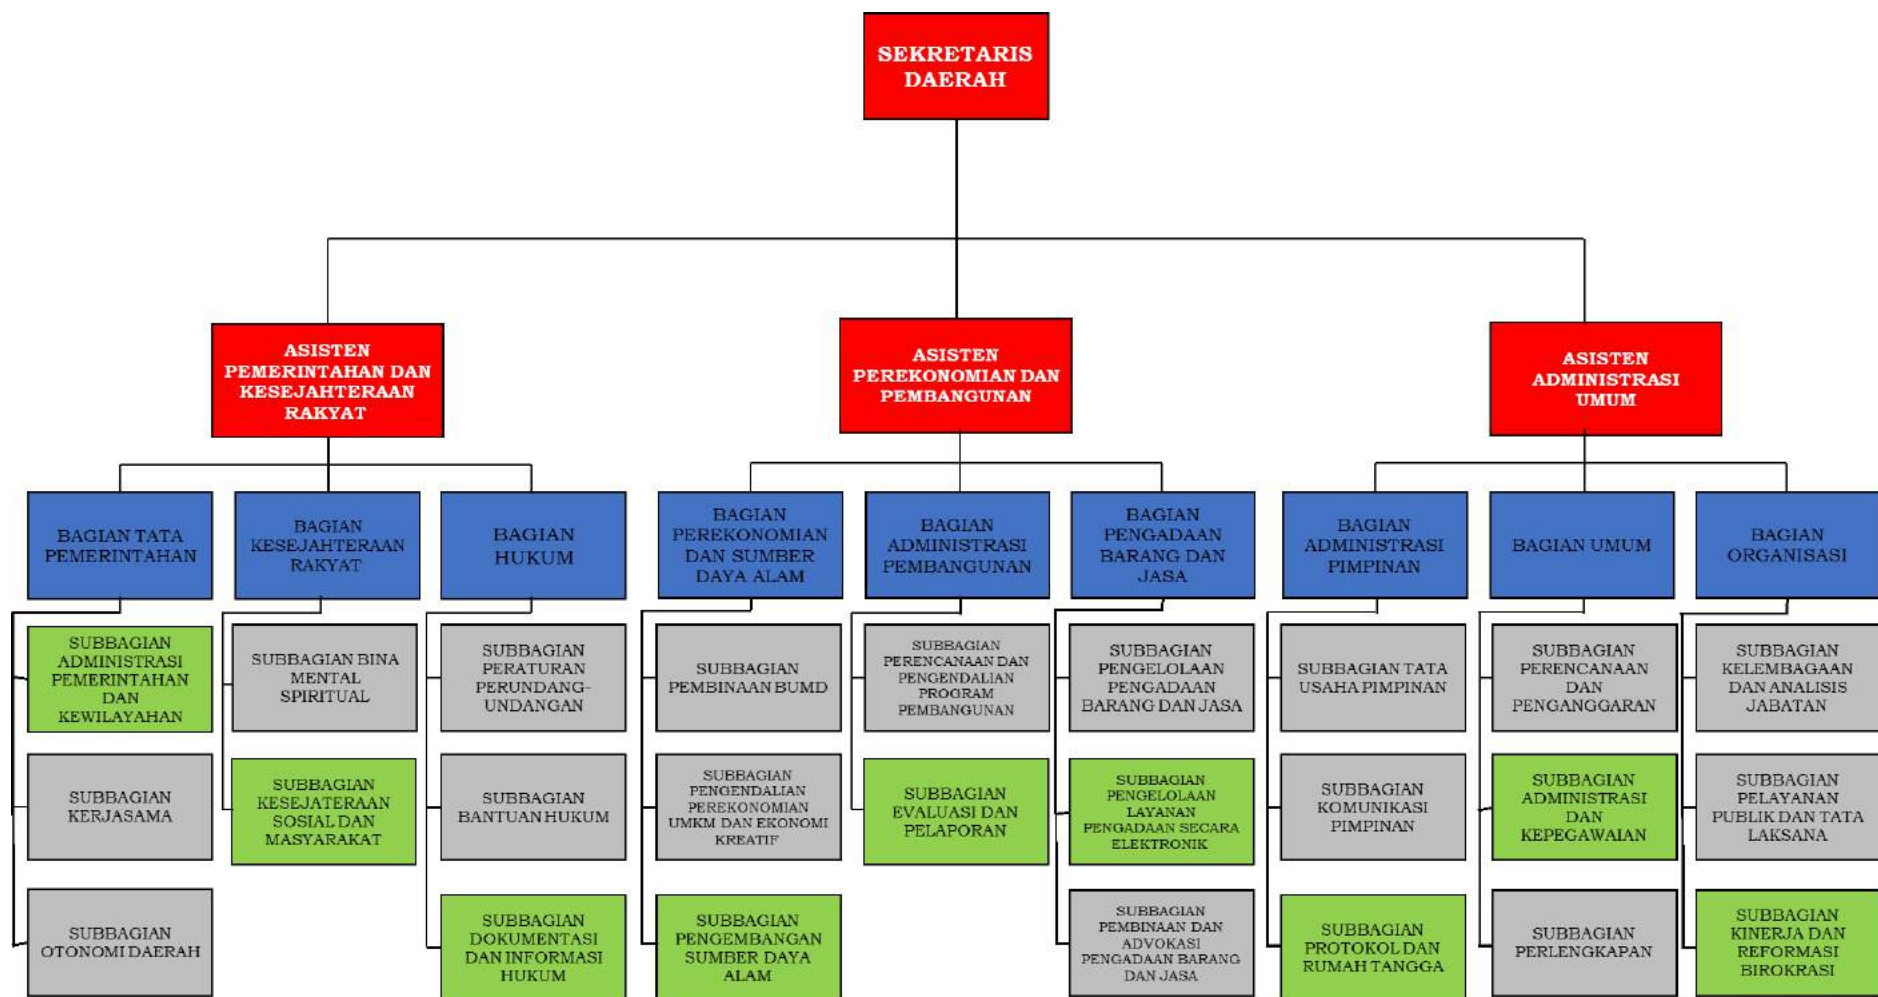 SEKRETARIS
DAERAH
ASISTEN
PEMERINTAHAN DAN
KESEJAHTERAAN
RAKYAT
ASISTEN
PEREKONOMIAN DAN
PEMBANGUNAN
ASISTEN
ADMINISTRASI
UMUM
BAGIAN TATA
PEMERINTAHAN
BAGIAN
KESEJAHTERAAN
RAKYAT
BAGIAN
HUKUM
BAGIAN
PEREKONOMIAN
DAN SUMBER
DAYA ALAM
BAGIAN
ADMINISTRASI
PEMBANGUNAN
BAGIAN
PENGADAAN
BARANG DAN
JASA
BAGIAN
ADMINISTRASI
PIMPINAN
BAGIAN UMUM
BAGIAN
ORGANISASI
SUBBAGIAN
ADMINISTRASI
PEMERINTAHAN
DAN
KEWILAYAHAN
SUBBAGIAN BINA
MENTAL
SPIRITUAL
SUBBAGIAN
PERATURAN
PERUNDANG-
UNDANGAN
SUBBAGIAN
PEMBINAAN BUMD
SUBBAGIAN
PERENCANAAN DAN
PENGENDALIAN
PROGRAM
PEMBANGUNAN
SUBBAGIAN
PENGELOLAAN
PENGADAAN
BARANG DAN JASA
SUBBAGIAN TATA
USAHA PIMPINAN
SUBBAGIAN
PERENCANAAN
DAN
PENGANGGARAN
SUBBAGIAN
KELEMBAGAAN
DAN ANALISIS
JABATAN
SUBBAGIAN
KERJASAMA
SUBBAGIAN
KESEJATERAAN
SOSIAL DAN
MASYARAKAT
SUBBAGIAN
BANTUAN HUKUM
SUBBAGIAN
PENGENDALIAN
PEREKONOMIAN
UMKM DAN EKONOMI
KREATIF
SUBBAGIAN
EVALUASI DAN
PELAPORAN
SUBBAGIAN
PENGELOLAAN
LAYANAN
PENGADAAN SECARA
ELEKTRONIK
SUBBAGIAN
KOMUNIKASI
PIMPINAN
SUBBAGIAN
ADMINISTRASI
DAN
KEPEGAWAIAN
SUBBAGIAN
PELAYANAN
PUBLIK DAN TATA
LAKSANA
SUBBAGIAN
OTONOMI DAERAH
SUBBAGIAN
DOKUMENTASI
DAN INFORMASI
HUKUM
SUBBAGIAN
PENGEMBANGAN
SUMBER DAYA
ALAM
SUBBAGIAN
PEMBINAAN DAN
ADVOKASI
PENGADAAN BARANG
DAN JASA
SUBBAGIAN
PROTOKOL DAN
RUMAH TANGGA
SUBBAGIAN
PERLENGKAPAN
SUBBAGIAN
KINERJA DAN
REFORMASI
BIROKRASI